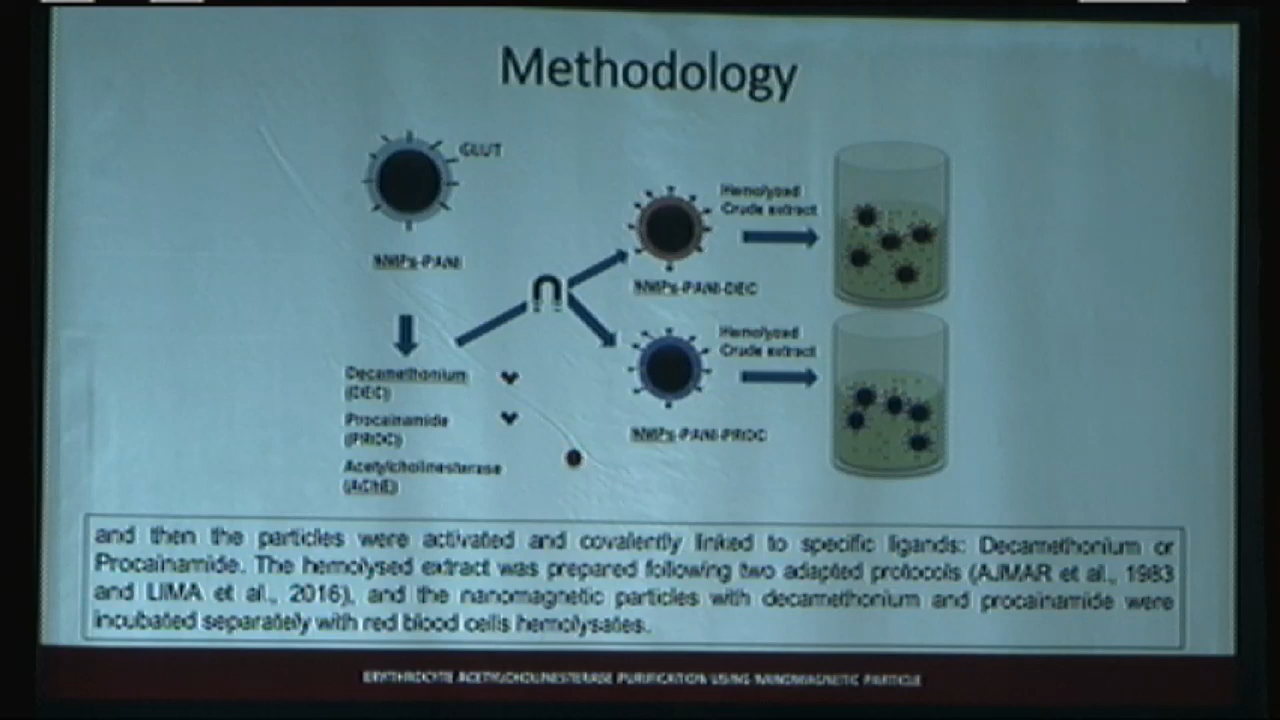 Methodology
GLUT
NMPs-PANI
Hemolyzed
Crude extract
NMPs-PANI-DEC
Hemolyzed
Crude extract
NMPs-PANI-PROC
Decamethonium
(DEC)
Procainamide
(PROC)
Acetylcholinesterase
(AChE)
and then the particles were activated and covalently linked to specific ligands: Decamethonium or
Procainamide. The hemolysed extract was prepared following two adapted protocols (AJMAR et al., 1983
and LIMA et al., 2016), and the nanomagnetic particles with decamethonium and procainamide were
incubated separately with red blood cells hemolysates.
ERYTHROCYTE ACETYLCHOLINESTERASE PURIFICATION USING NANOMAGNETIC PARTICLE